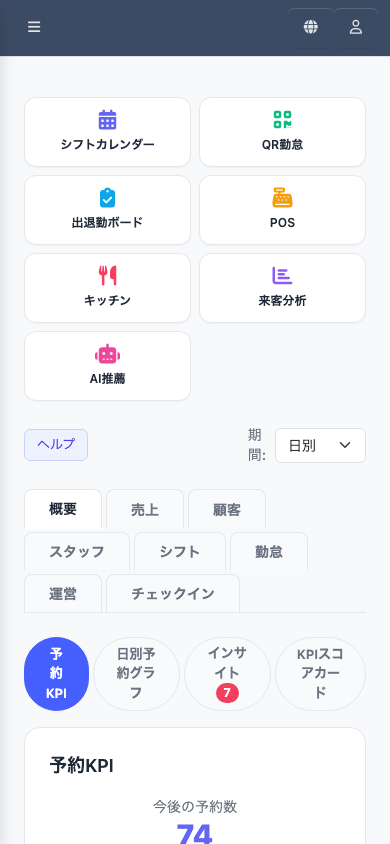 シフトカレンダー
QR勤怠
出退勤ボード
POS
キッチン
来客分析
AI推薦
ヘルプ
期
間:
日別
概要
売上
顧客
スタッフ
シフト
勤怠
運営
チェックイン
予
約
KPI
日別予
約グラ
フ
インサ
イト
7
KPIスコ
アカー
ド
予約KPI
今後の予約数
74